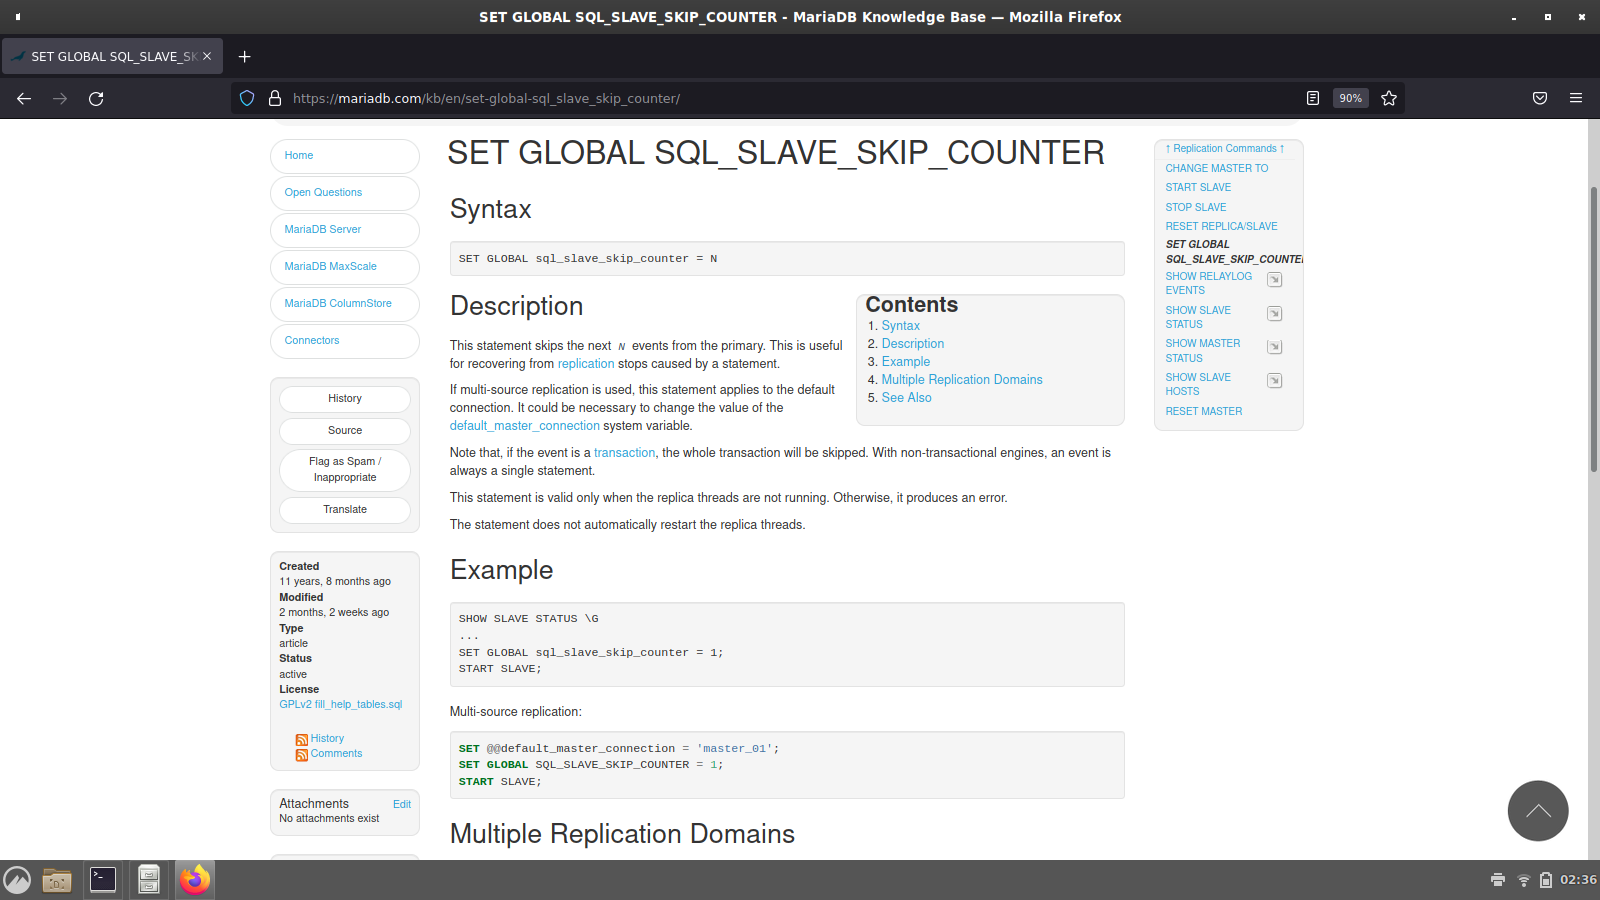 SET GLOBAL SQL_SLAVE_SKIP_COUNTER - MariaDB Knowledge Base — Mozilla Firefox
SET GLOBAL SQL_SLAVE_SK
https://mariadb.com/kb/en/set-global-sql_slave_skip_counter/
90%
Home
Open Questions
MariaDB Server
MariaDB MaxScale
MariaDB ColumnStore
Connectors
History
Source
Flag as Spam /
Inappropriate
Translate
Created
11 years, 8 months ago
Modified
2 months, 2 weeks ago
Type
article
Status
active
License
GPLv2 fill_help_tables.sql
History
Comments
Attachments Edit
No attachments exist
SET GLOBAL SQL_SLAVE_SKIP_COUNTER
Syntax
SET GLOBAL sql_slave_skip_counter = N
Description
This statement skips the next N events from the primary. This is useful
for recovering from replication stops caused by a statement.
If multi-source replication is used, this statement applies to the default
connection. It could be necessary to change the value of the
default_master_connection system variable.
Contents
1. Syntax
2. Description
3. Example
4. Multiple Replication Domains
5. See Also
Note that, if the event is a transaction, the whole transaction will be skipped. With non-transactional engines, an event is
always a single statement.
This statement is valid only when the replica threads are not running. Otherwise, it produces an error.
The statement does not automatically restart the replica threads.
Example
SHOW SLAVE STATUS \G
...
SET GLOBAL sql_slave_skip_counter = 1;
START SLAVE;
Multi-source replication:
SET @@default_master_connection = 'master_01';
SET GLOBAL SQL_SLAVE_SKIP_COUNTER = 1;
START SLAVE;
Multiple Replication Domains
↑ Replication Commands ↑
CHANGE MASTER TO
START SLAVE
STOP SLAVE
RESET REPLICA/SLAVE
SET GLOBAL
SQL_SLAVE_SKIP_COUNTER
SHOW RELAYLOG
EVENTS
SHOW SLAVE
STATUS
SHOW MASTER
STATUS
SHOW SLAVE
HOSTS
RESET MASTER
02:36